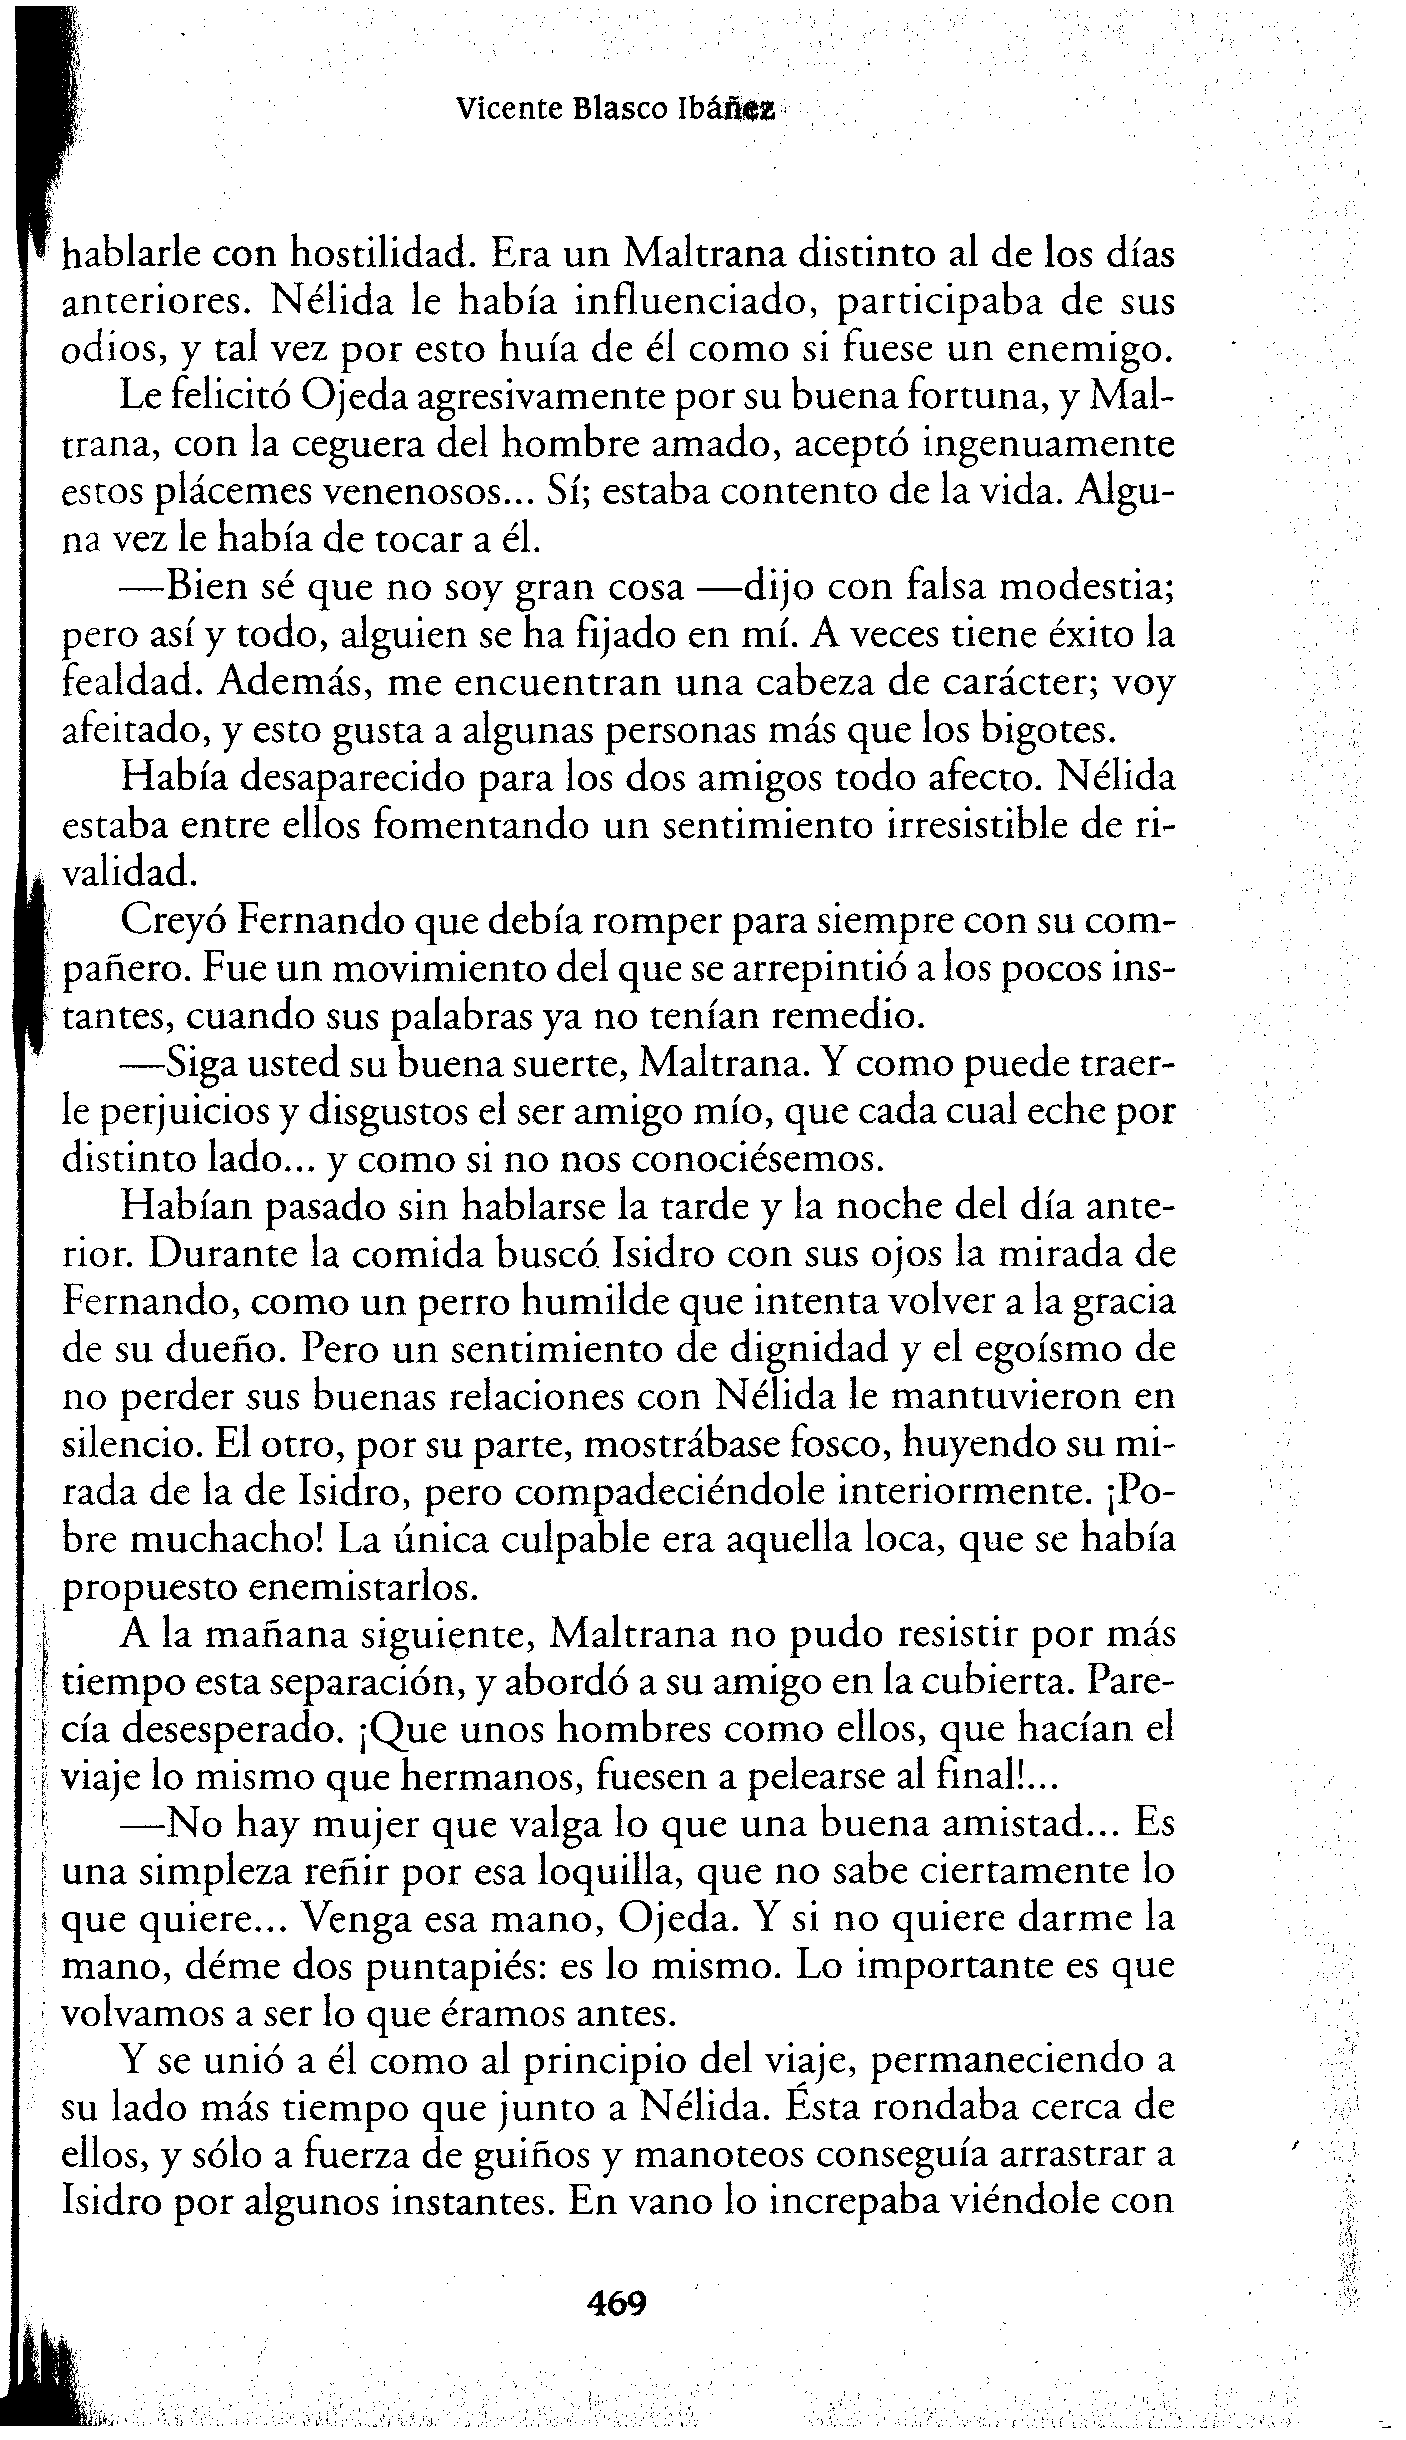 Vicente Blasco Ibáñez
hablarle con hostilidad. Era un Maltrana distinto al de los días
anteriores. Nélida le había influenciado, participaba de sus
odios, y tal vez por esto huía de él como si fuese un enemigo.
Le felicitó Ojeda agresivamente por su buena fortuna, y Mal-
trana, con la ceguera del hombre amado, aceptó ingenuamente
estos plácemes venenosos... Sí; estaba contento de la vida. Algu-
na vez le había de tocar a él.
—Bien sé que no soy gran cosa —dijo con falsa modestia;
pero así y todo, alguien se ha fijado en mí. A veces tiene éxito la
fealdad. Además, me encuentran una cabeza de carácter; voy
afeitado, y esto gusta a algunas personas más que los bigotes.
Había desaparecido para los dos amigos todo afecto. Nélida
estaba entre ellos fomentando un sentimiento irresistible de ri-
validad.
Creyó Fernando que debía romper para siempre con su com-
pañero. Fue un movimiento del que se arrepintió a los pocos ins-
tantes, cuando sus palabras ya no tenían remedio.
—Siga usted su buena suerte, Maltrana. Y como puede traer-
le perjuicios y disgustos el ser amigo mío, que cada cual eche por
distinto lado... y como si no nos conociésemos.
Habían pasado sin hablarse la tarde y la noche del día ante-
rior. Durante la comida buscó Isidro con sus ojos la mirada de
Fernando, como un perro humilde que intenta volver a la gracia
de su dueño. Pero un sentimiento de dignidad y el egoísmo de
no perder sus buenas relaciones con Nélida le mantuvieron en
silencio. El otro, por su parte, mostrábase fosco, huyendo su mi-
rada de la de Isidro, pero compadeciéndole interiormente. ¡Po-
bre muchacho! La única culpable era aquella loca, que se había
propuesto enemistarlos.
A la mañana siguiente, Maltrana no pudo resistir por más
tiempo esta separación, y abordó a su amigo en la cubierta. Pare-
cía desesperado. ¡Que unos hombres como ellos, que hacían el
viaje lo mismo que hermanos, fuesen a pelearse al final!...
—No hay mujer que valga lo que una buena amistad... Es
una simpleza reñir por esa loquilla, que no sabe ciertamente lo
que quiere... Venga esa mano, Ojeda. Y si no quiere darme la
mano, déme dos puntapiés: es lo mismo. Lo importante es que
volvamos a ser lo que éramos antes.
Y se unió a él como al principio del viaje, permaneciendo a
su lado más tiempo que junto a Nélida. Ésta rondaba cerca de
ellos, y sólo a fuerza de guiños y manoteos conseguía arrastrar a
Isidro por algunos instantes. En vano lo increpaba viéndole con
469